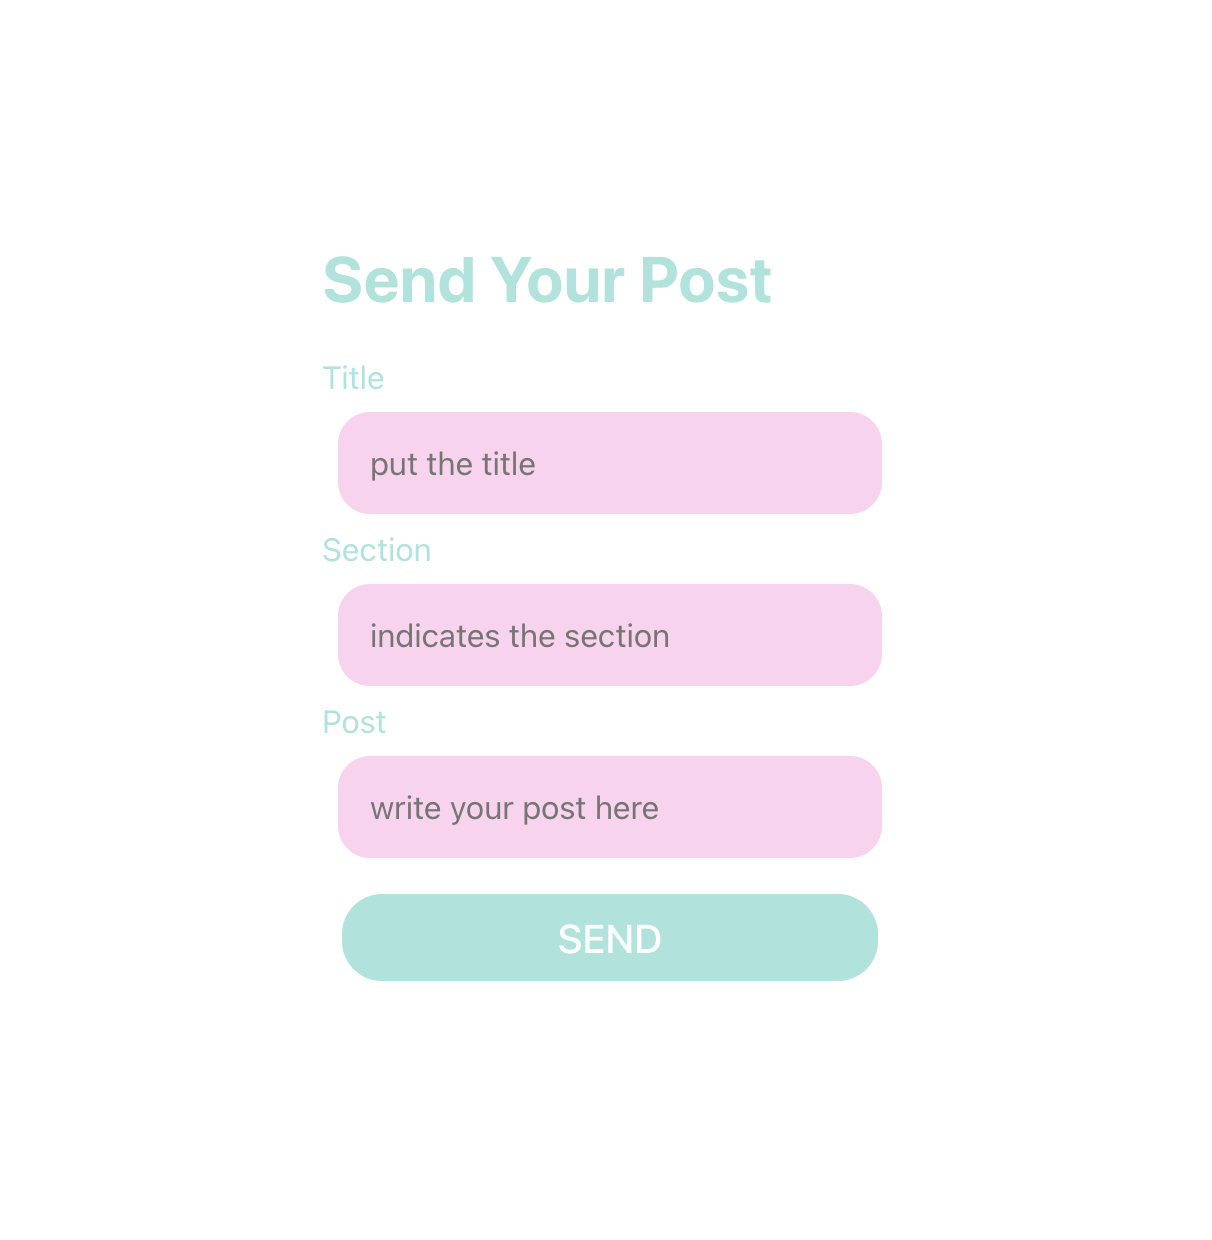 Send Your Post
Title
put the title
Section
indicates the section
Post
write your post here
SEND